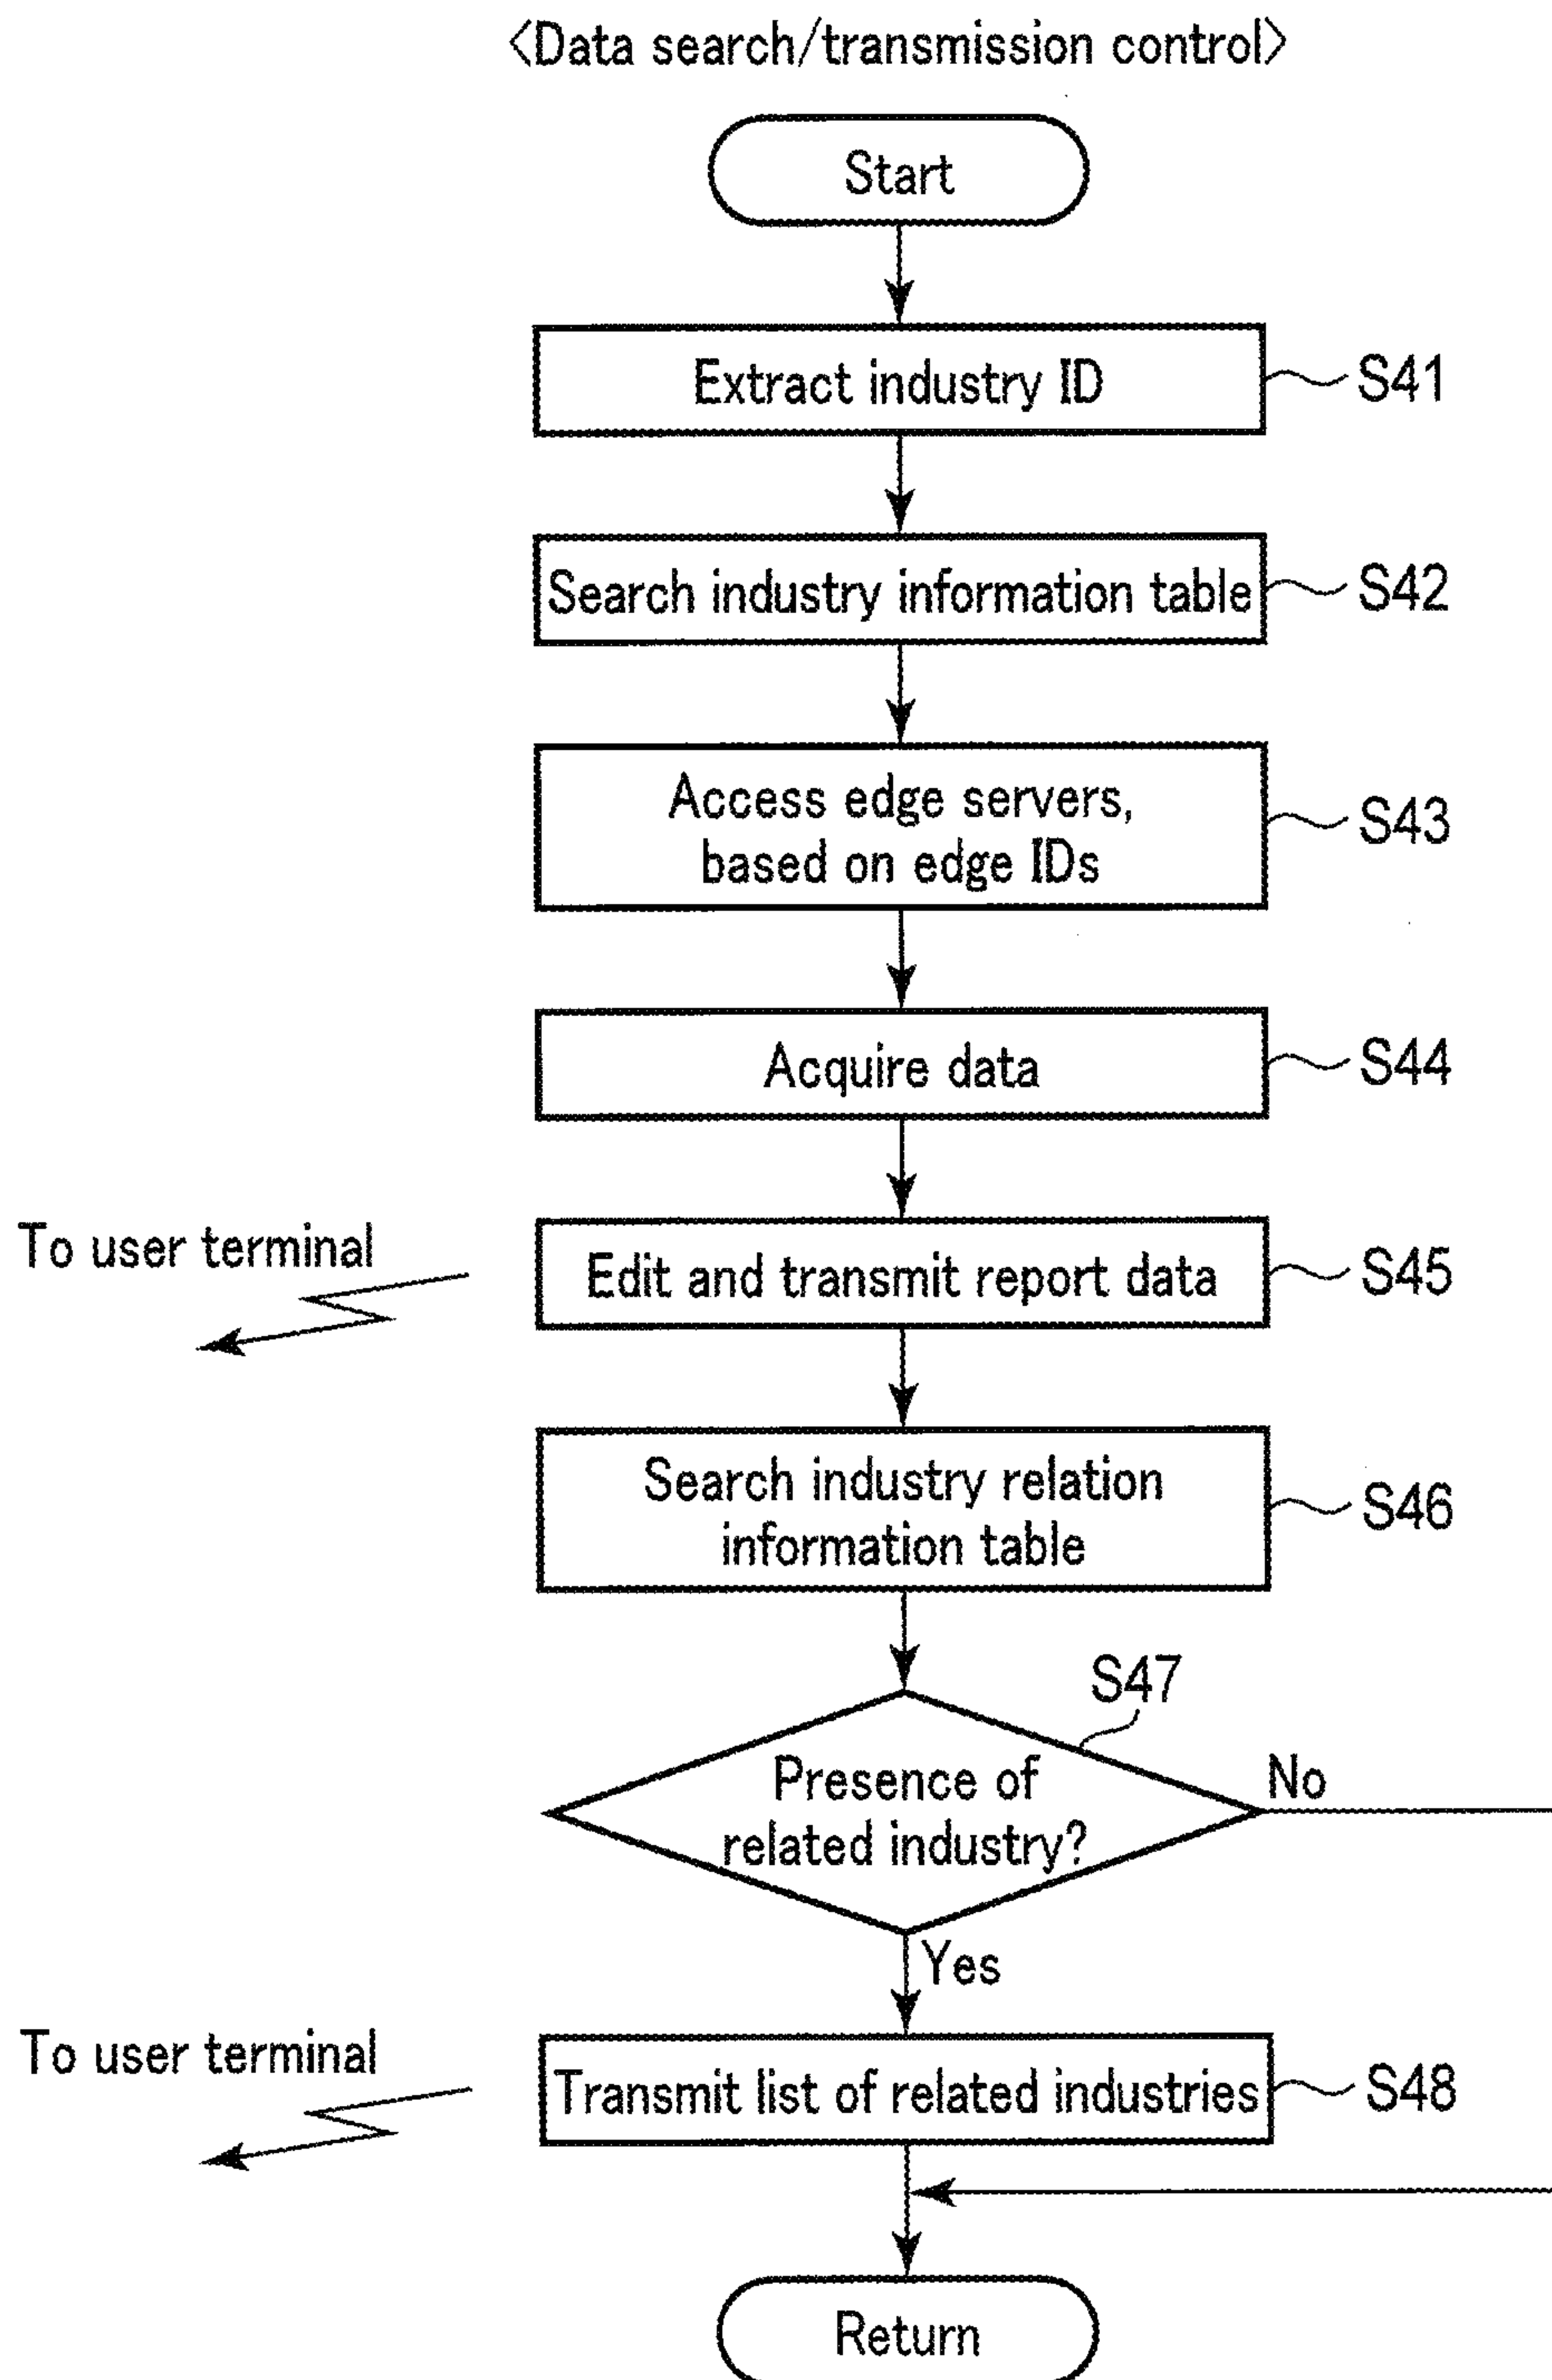 〈Data search/transmission control〉
Start
Extract industry ID
S41
Search industry information table
S42
Access edge servers,
based on edge IDs
S43
Acquire data
S44
To user terminal
Edit and transmit report data
S45
Search industry relation
information table
S46
S47
Presence of
related industry?
No
Yes
To user terminal
Transmit list of related industries
S48
Return